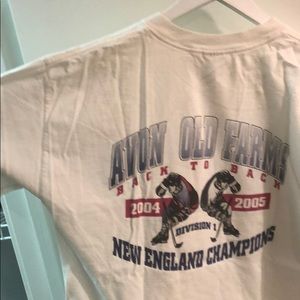 AVON OLD FARMS
BACK TO BACK
2004 2005
DIVISION 1
NEW ENGLAND CHAMPIONS